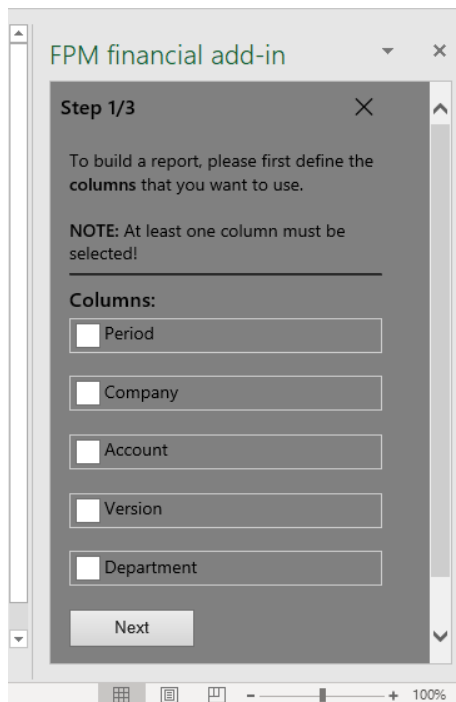 FPM financial add-in
Step 1/3
To build a report, please first define the
columns that you want to use.
NOTE: At least one column must be
selected!
Columns:
Period
Company
Account
Version
Department
Next
100%